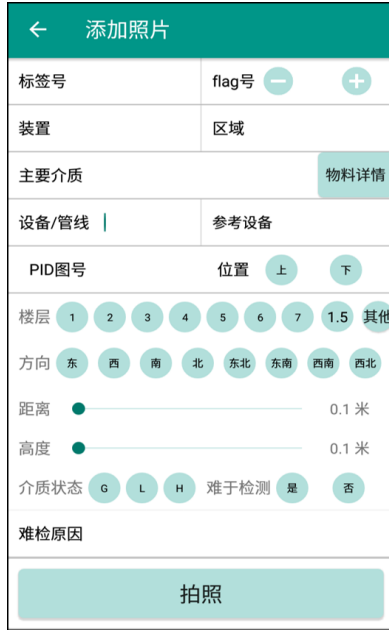 添加照片
标签号 flag号
装置 区域
主要介质 物料详情
设备/管线 参考设备
PID图号 位置 上 下
楼层 1 2 3 4 5 6 7 1.5 其他
方向 东 西 南 北 东北 东南 西南 西北
距离 0.1 米
高度 0.1 米
介质状态 G L H 难于检测 是 否
难检原因
拍照